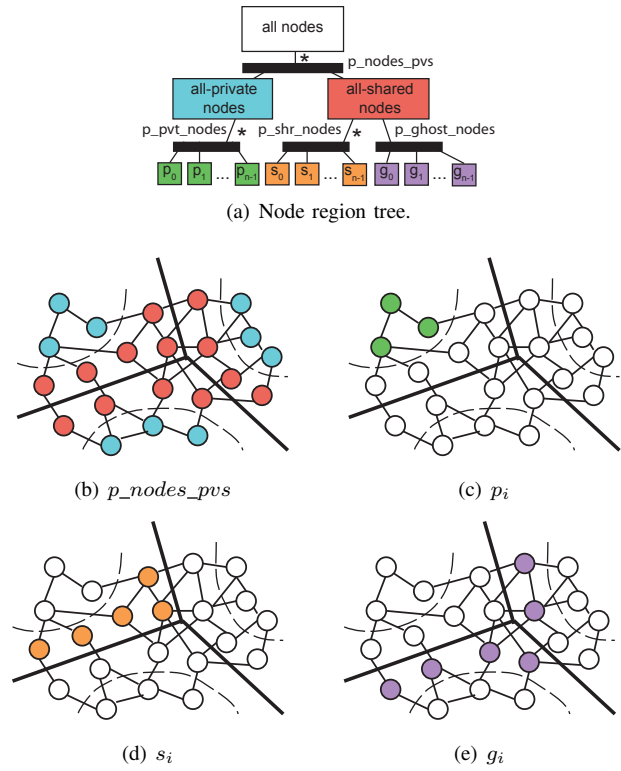 all nodes
*
p_nodes_pvs
all-private
nodes
all-shared
nodes
p_pvt_nodes
*
p_shr_nodes
*
p_ghost_nodes
p0 p1 ... pn-1 s0 s1 ... sn-1 g0 g1 ... gn-1
(a) Node region tree.
(b) p_nodes_pvs
(c) pi
(d) si
(e) gi